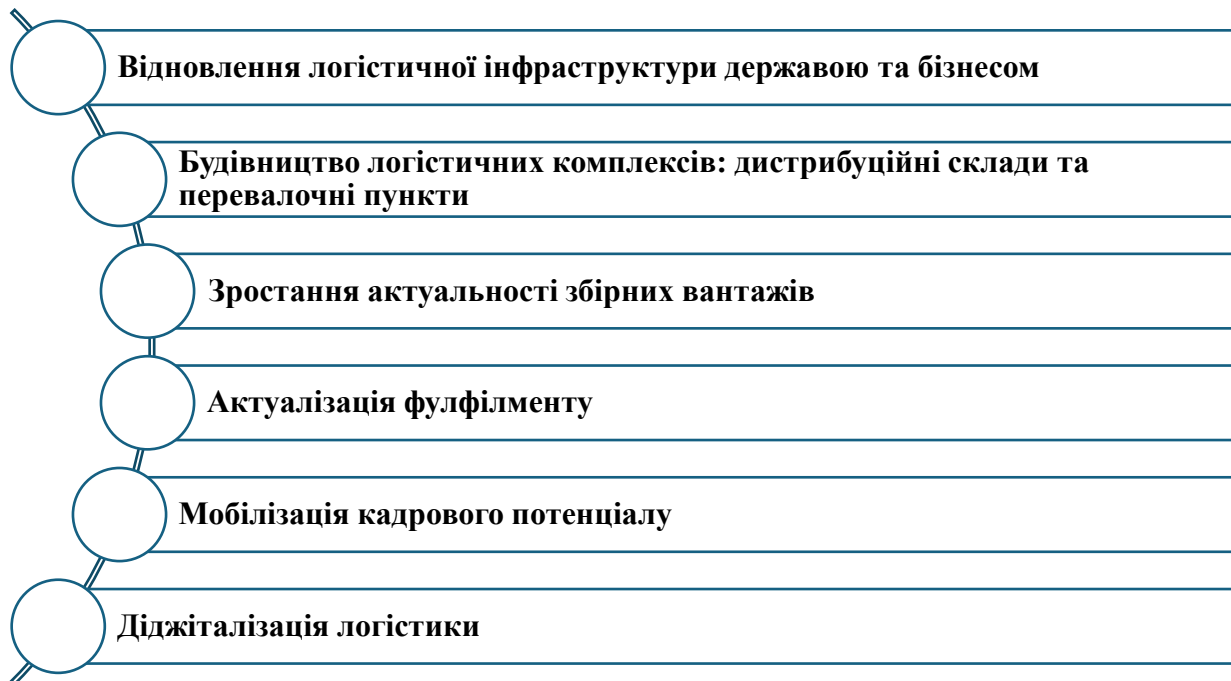 Відновлення логістичної інфраструктури державою та бізнесом
Будівництво логістичних комплексів: дистрибуційні склади та
перевалочні пункти
Зростання актуальності збірних вантажів
Актуалізація фулфілменту
Мобілізація кадрового потенціалу
Діджіталізація логістики